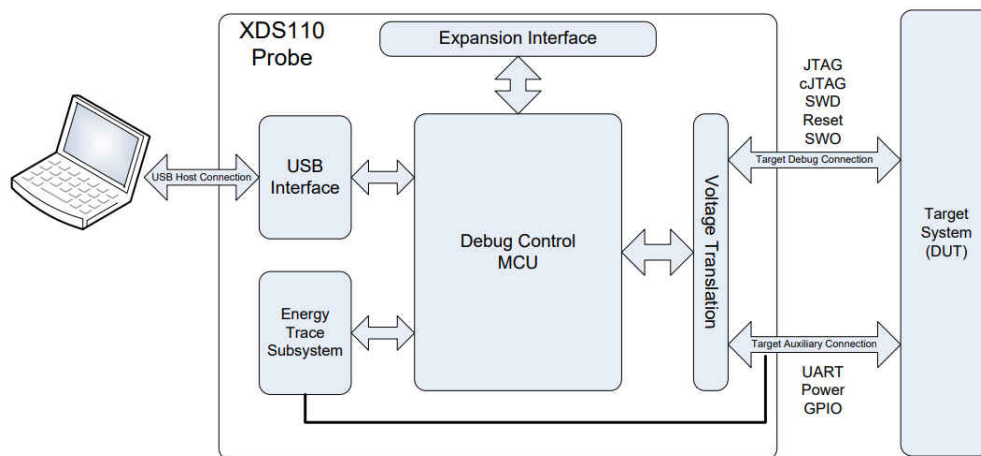 XDS110
Probe
Expansion Interface
USB Host Connection
USB
Interface
Energy
Trace
Subsystem
Debug Control
MCU
Voltage Translation
JTAG
cJTAG
SWD
Reset
SWO
Target Debug Connection
Target Auxiliary Connection
UART
Power
GPIO
Target
System
(DUT)